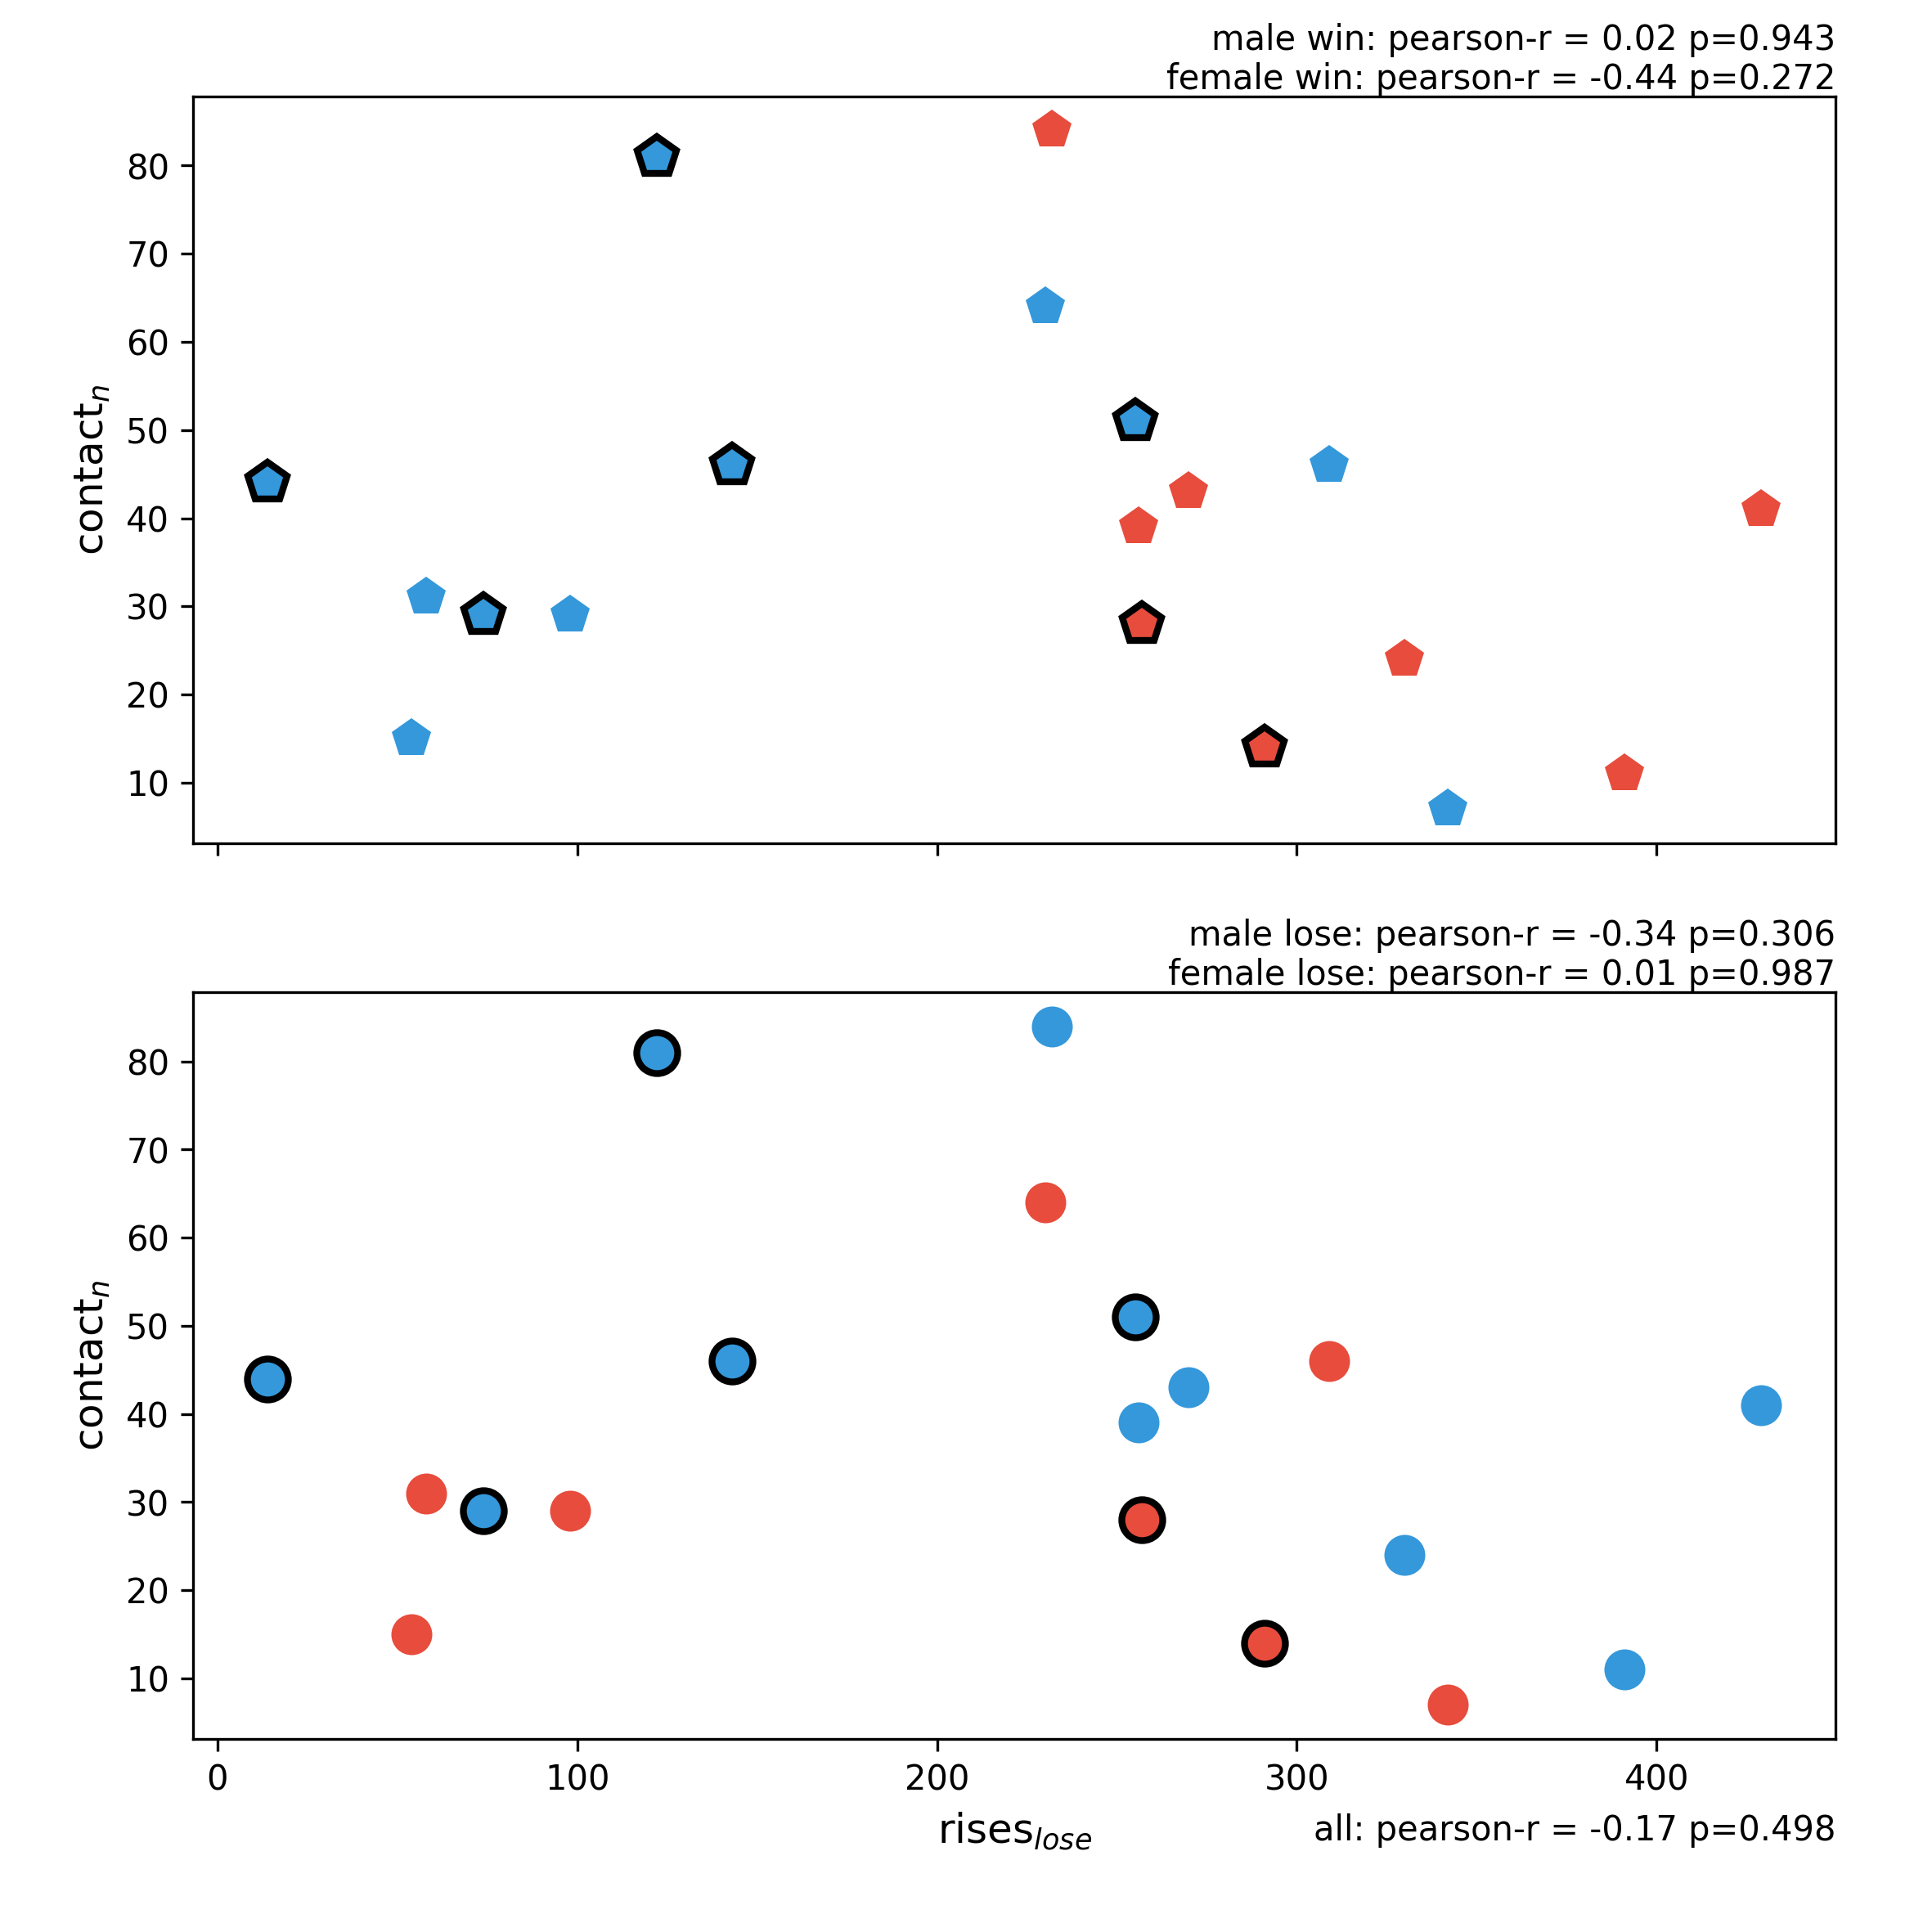 male win: pearson-r = 0.02 p=0.943
female win: pearson-r = -0.44 p=0.272
80
70
60
50
40
30
20
10
contactₙ
male lose: pearson-r = -0.34 p=0.306
female lose: pearson-r = 0.01 p=0.987
80
70
60
50
40
30
20
10
contactₙ
0 100 200 300 400
rises_lose
all: pearson-r = -0.17 p=0.498